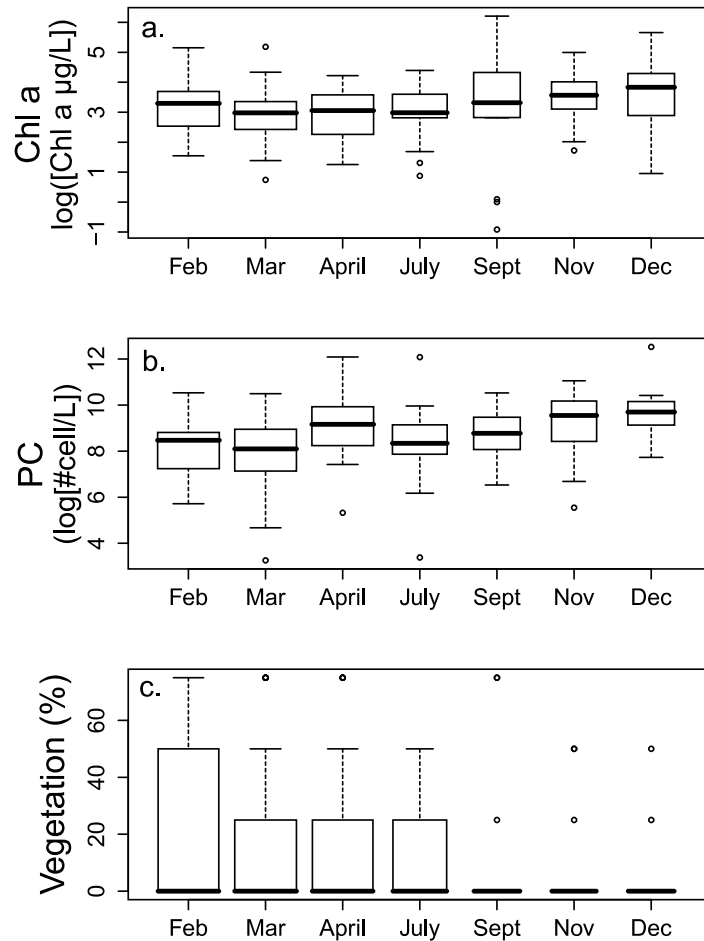 a.
Chl a
log([Chl a µg/L])
5
3
1
−1
Feb Mar April July Sept Nov Dec
b.
PC
(log[#cell/L])
12
10
8
6
4
Feb Mar April July Sept Nov Dec
c.
Vegetation (%)
60
40
20
0
Feb Mar April July Sept Nov Dec